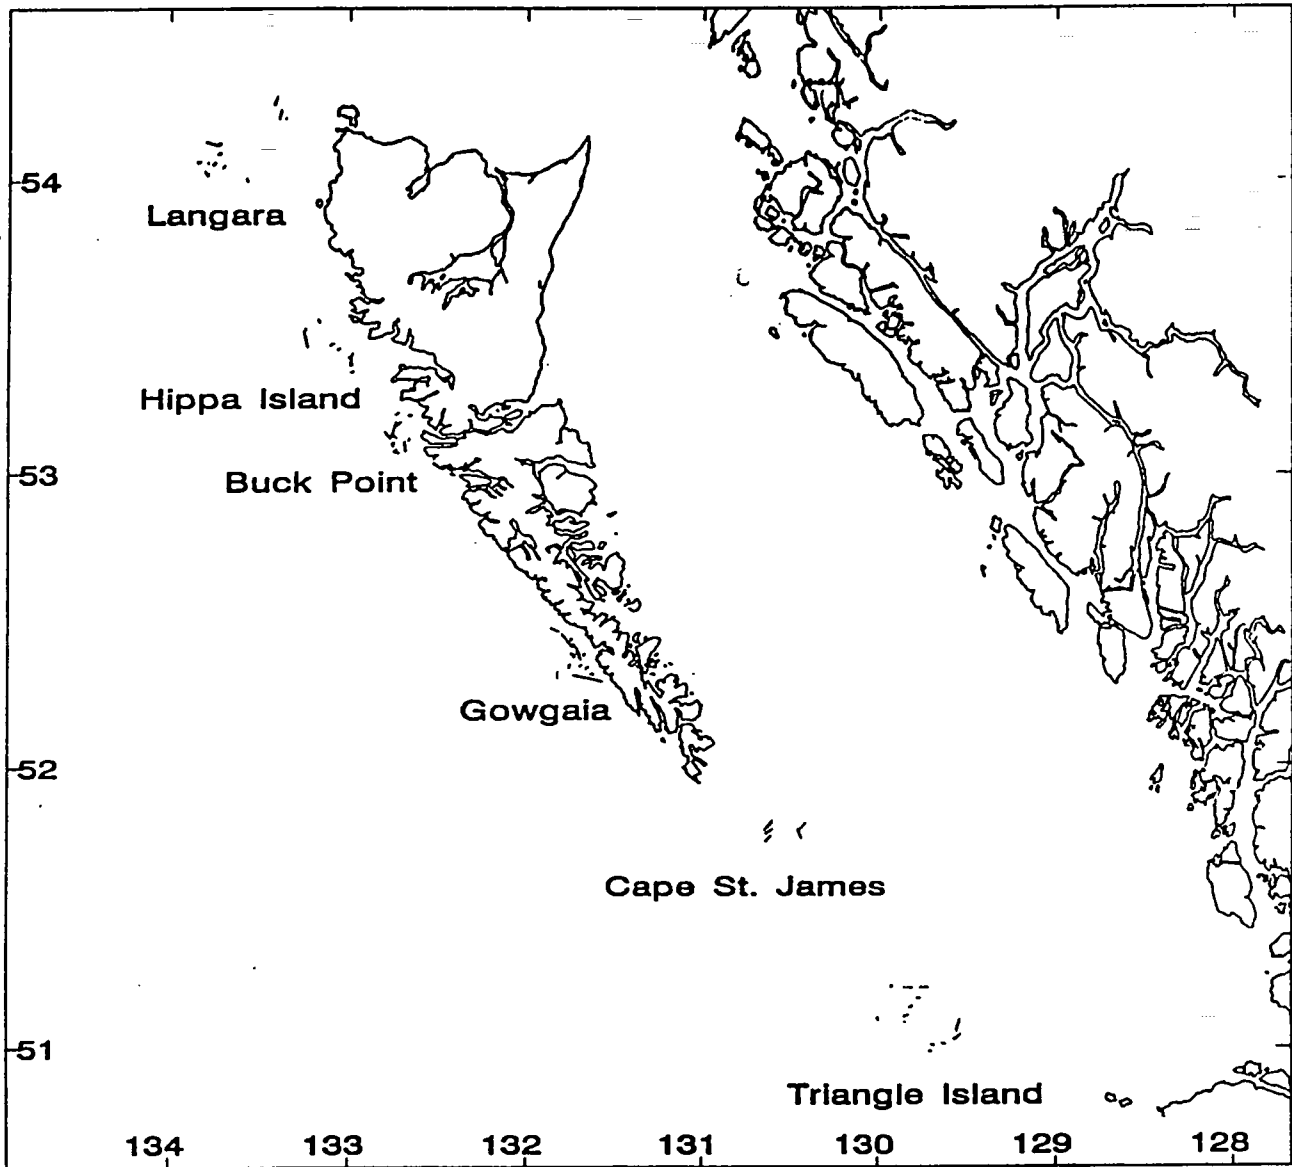 54
Langara
Hippa Island
53
Buck Point
Gowgaia
52
Cape St. James
51
Triangle Island
134 133 132 131 130 129 128